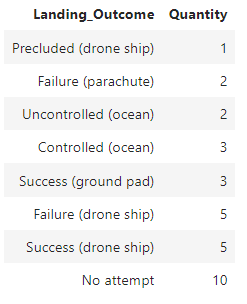 Landing_Outcome Quantity
Precluded (drone ship) 1
Failure (parachute) 2
Uncontrolled (ocean) 2
Controlled (ocean) 3
Success (ground pad) 3
Failure (drone ship) 5
Success (drone ship) 5
No attempt 10